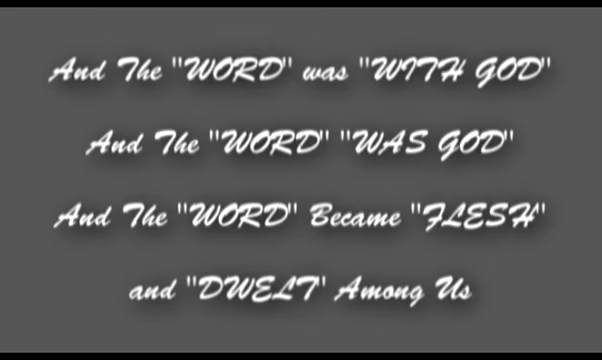 And The "WORD" was "WITH GOD"
And The "WORD" "WAS GOD"
And The "WORD" Became "FLESH"
and "DWELT' Among Us